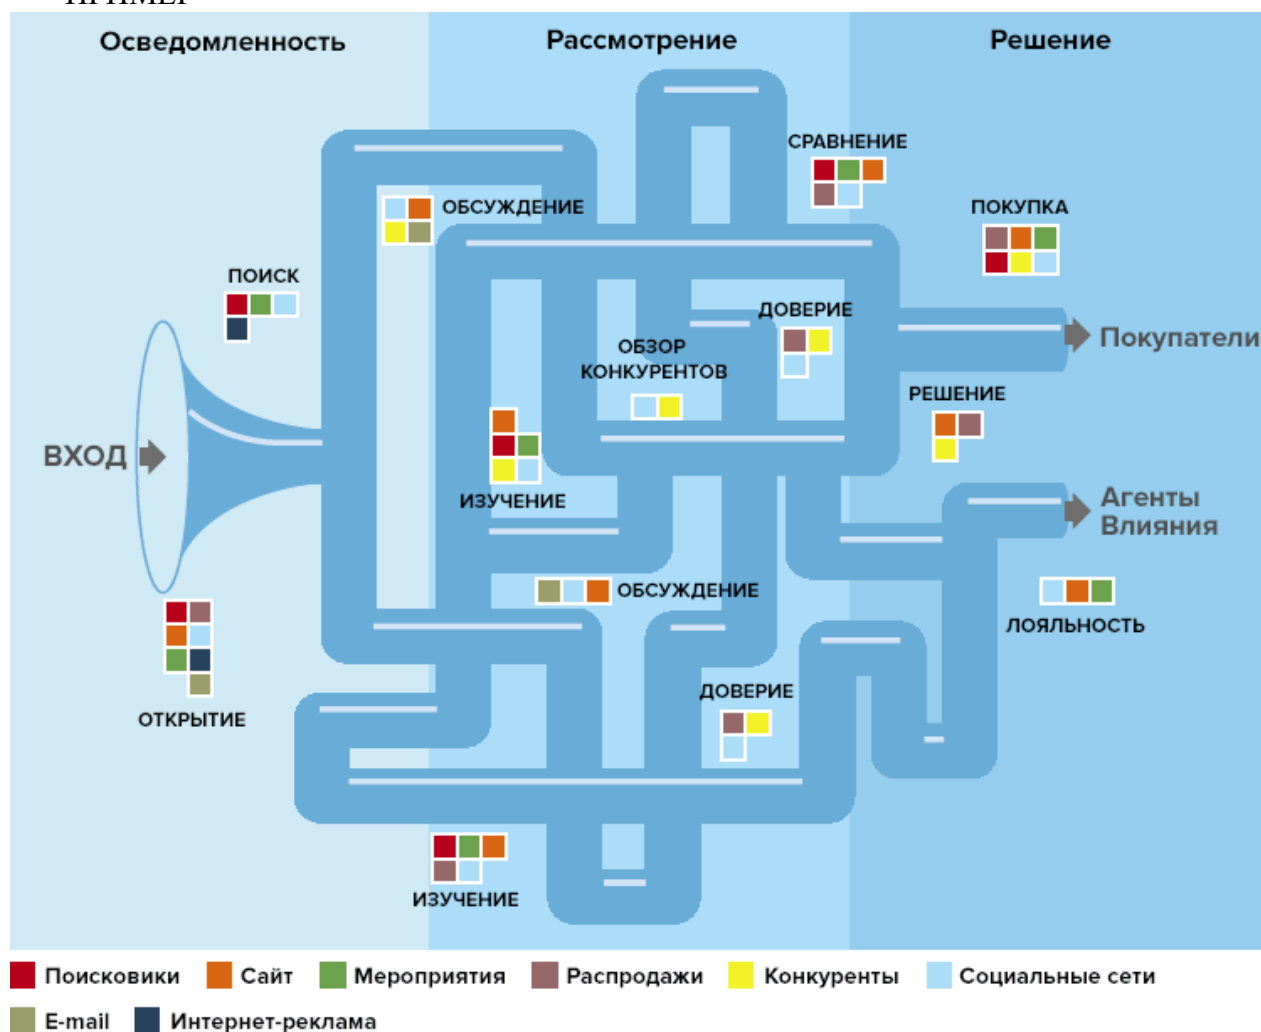 ПРИМЕР
Осведомленность
Рассмотрение
Решение
СРАВНЕНИЕ
ОБСУЖДЕНИЕ
ПОКУПКА
ПОИСК
ДОВЕРИЕ
ОБЗОР
КОНКУРЕНТОВ
Покупатели
РЕШЕНИЕ
ВХОД
ИЗУЧЕНИЕ
Агенты
Влияния
ОБСУЖДЕНИЕ
ЛОЯЛЬНОСТЬ
ДОВЕРИЕ
ОТКРЫТИЕ
ИЗУЧЕНИЕ
Поисковики
Сайт
Мероприятия
Распродажи
Конкуренты
Социальные сети
E-mail
Интернет-реклама